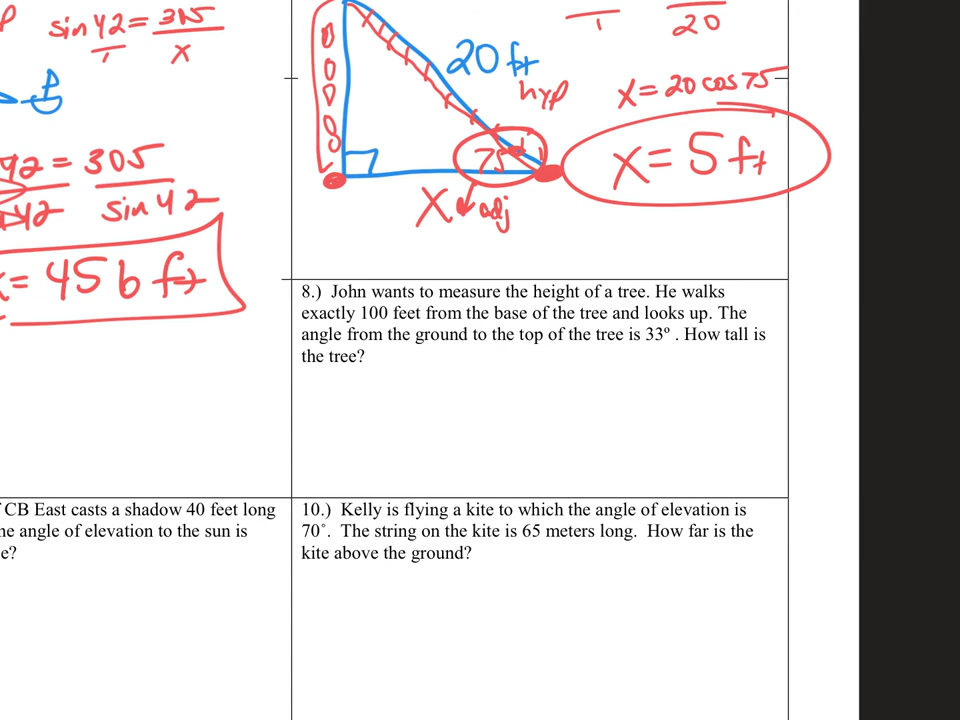 sin 42 = 305
1 x
42 = 305
42 sin 42
x= 456 ft
20 ft
hyp
75°
x
adj
1 20
x= 20 cos 75
x= 5 ft
8.) John wants to measure the height of a tree. He walks
exactly 100 feet from the base of the tree and looks up. The
angle from the ground to the top of the tree is 33º . How tall is
the tree?
CB East casts a shadow 40 feet long
he angle of elevation to the sun is
e?
10.) Kelly is flying a kite to which the angle of elevation is
70˚. The string on the kite is 65 meters long. How far is the
kite above the ground?